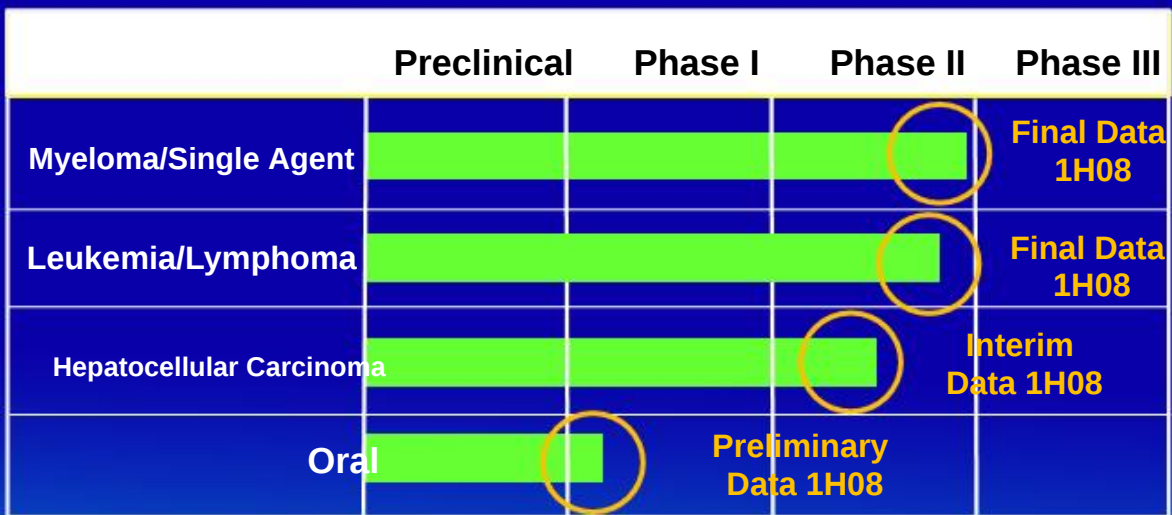 Preclinical Phase I Phase II Phase III
Myeloma/Single Agent
Final Data
1H08
Leukemia/Lymphoma
Final Data
1H08
Hepatocellular Carcinoma
Interim
Data 1H08
Oral
Preliminary
Data 1H08